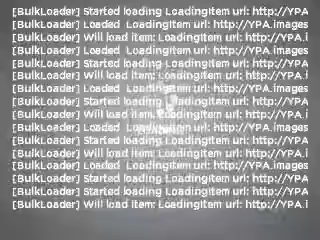 [BulkLoader] Started loading LoadingItem url: http://YPA
[BulkLoader] Loaded LoadingItem url: http://YPA.images
[BulkLoader] Will load item: LoadingItem url: http://YPA.i
[BulkLoader] Loaded LoadingItem url: http://YPA.images
[BulkLoader] Started loading LoadingItem url: http://YPA
[BulkLoader] Will load item: LoadingItem url: http://YPA.i
[BulkLoader] Loaded LoadingItem url: http://YPA.images
[BulkLoader] Started loading LoadingItem url: http://YPA
[BulkLoader] Will load item: LoadingItem url: http://YPA.i
[BulkLoader] Loaded LoadingItem url: http://YPA.images
[BulkLoader] Started loading LoadingItem url: http://YPA
[BulkLoader] Will load item: LoadingItem url: http://YPA.i
[BulkLoader] Loaded LoadingItem url: http://YPA.images
[BulkLoader] Started loading LoadingItem url: http://YPA
[BulkLoader] Started loading LoadingItem url: http://YPA
[BulkLoader] Will load item: LoadingItem url: http://YPA.i